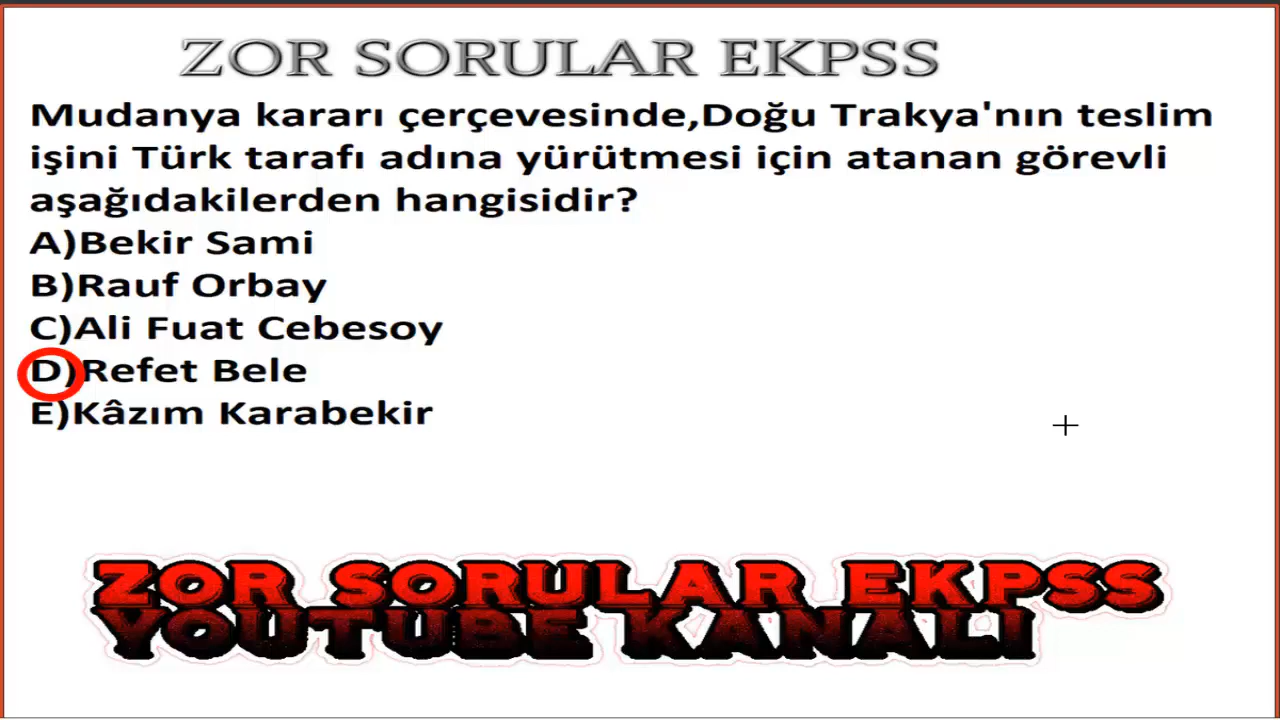 ZOR SORULAR EKPSS
Mudanya kararı çerçevesinde,Doğu Trakya'nın teslim
işini Türk tarafı adına yürütmesi için atanan görevli
aşağıdakilerden hangisidir?
A)Bekir Sami
B)Rauf Orbay
C)Ali Fuat Cebesoy
D)Refet Bele
E)Kâzım Karabekir
ZOR SORULAR EKPSS
YOUTUBE KANALI